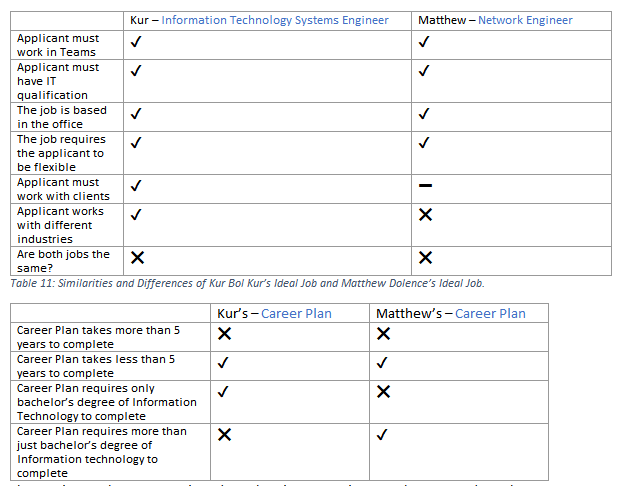 Kur – Information Technology Systems Engineer Matthew – Network Engineer
Applicant must
work in Teams ✓ ✓
Applicant must
have IT
qualification ✓ ✓
The job is based
in the office ✓ ✓
The job requires
the applicant to
be flexible ✓ ✓
Applicant must
work with clients ✓ –
Applicant works
with different
industries ✓ ✕
Are both jobs the
same? ✕ ✕
Table 11: Similarities and Differences of Kur Bol Kur's Ideal Job and Matthew Dolence's Ideal Job.
Kur's – Career Plan Matthew's – Career Plan
Career Plan takes more than 5
years to complete ✕ ✕
Career Plan takes less than 5
years to complete ✓ ✓
Career Plan requires only
bachelor's degree of Information
Technology to complete ✓ ✕
Career Plan requires more than
just bachelor's degree of
Information technology to
complete ✕ ✓